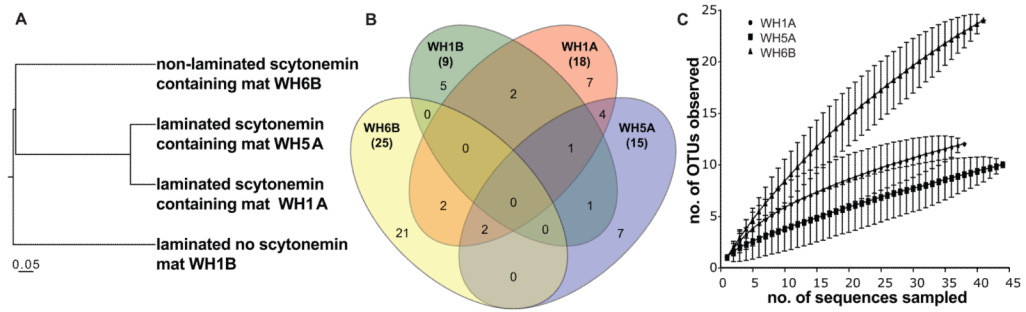 A
non-laminated scytonemin
containing mat WH6B
laminated scytonemin
containing mat WH5A
laminated scytonemin
containing mat  WH1A
laminated no scytonemin
mat WH1B
0.05
B
WH1B
(9)
WH1A
(18)
WH6B
(25)
WH5A
(15)
5
2
7
0
4
0
1
2
0
1
21
2
0
7
0
C
WH1A
WH5A
WH6B
no. of OTUs observed
25
20
15
10
5
0
0 5 10 15 20 25 30 35 40 45
no. of sequences sampled